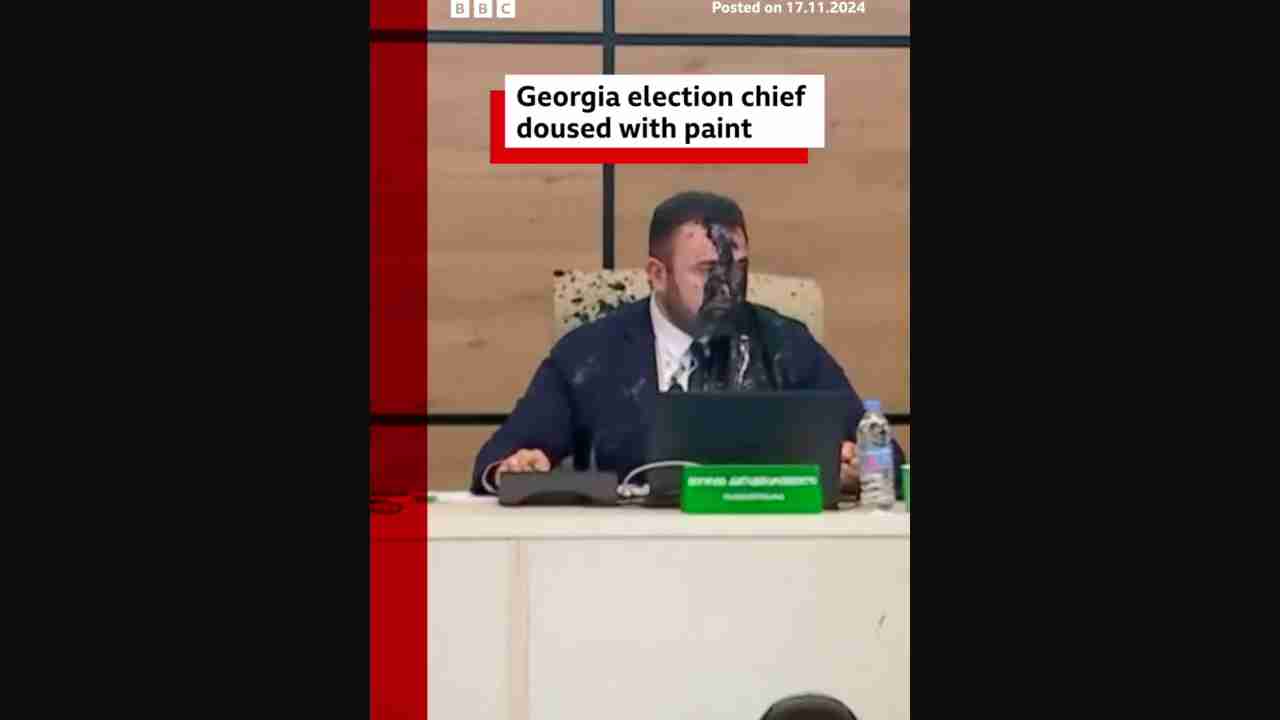 BBC
Posted on 17.11.2024
Georgia election chief
doused with paint